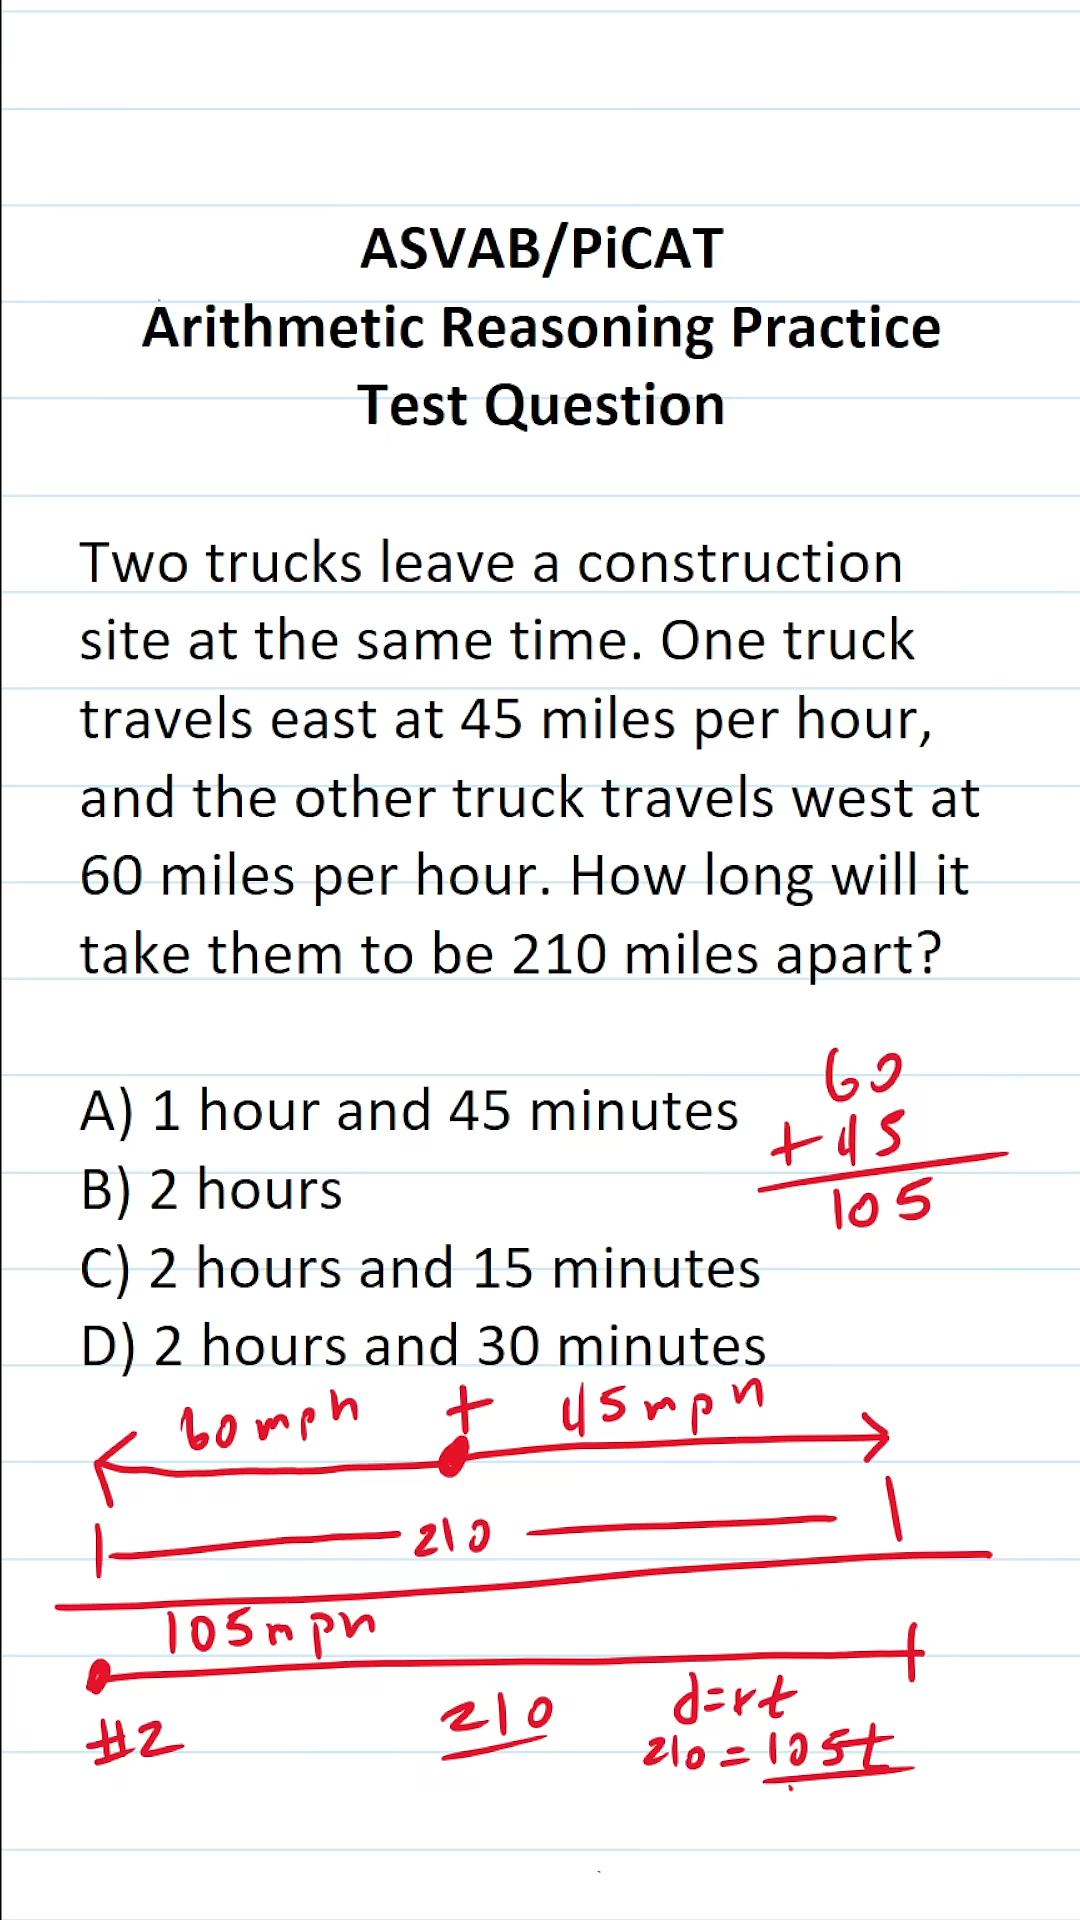 ASVAB/PiCAT
Arithmetic Reasoning Practice
Test Question
Two trucks leave a construction
site at the same time. One truck
travels east at 45 miles per hour,
and the other truck travels west at
60 miles per hour. How long will it
take them to be 210 miles apart?
60
A) 1 hour and 45 minutes
+45
B) 2 hours
105
C) 2 hours and 15 minutes
D) 2 hours and 30 minutes
60mph + 45mph
210
105mph
#2
210
d=rt
210=105t